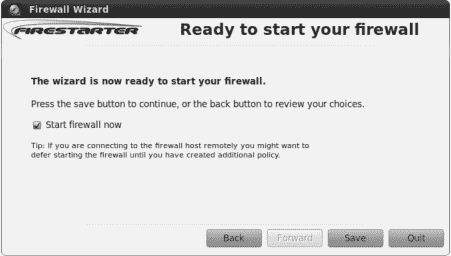 Firewall Wizard
FIRESTARTER
Ready to start your firewall
The wizard is now ready to start your firewall.
Press the save button to continue, or the back button to review your choices.
Start firewall now
Tip: If you are connecting to the firewall host remotely you might want to
defer starting the firewall until you have created additional policy.
Back
Forward
Save
Quit